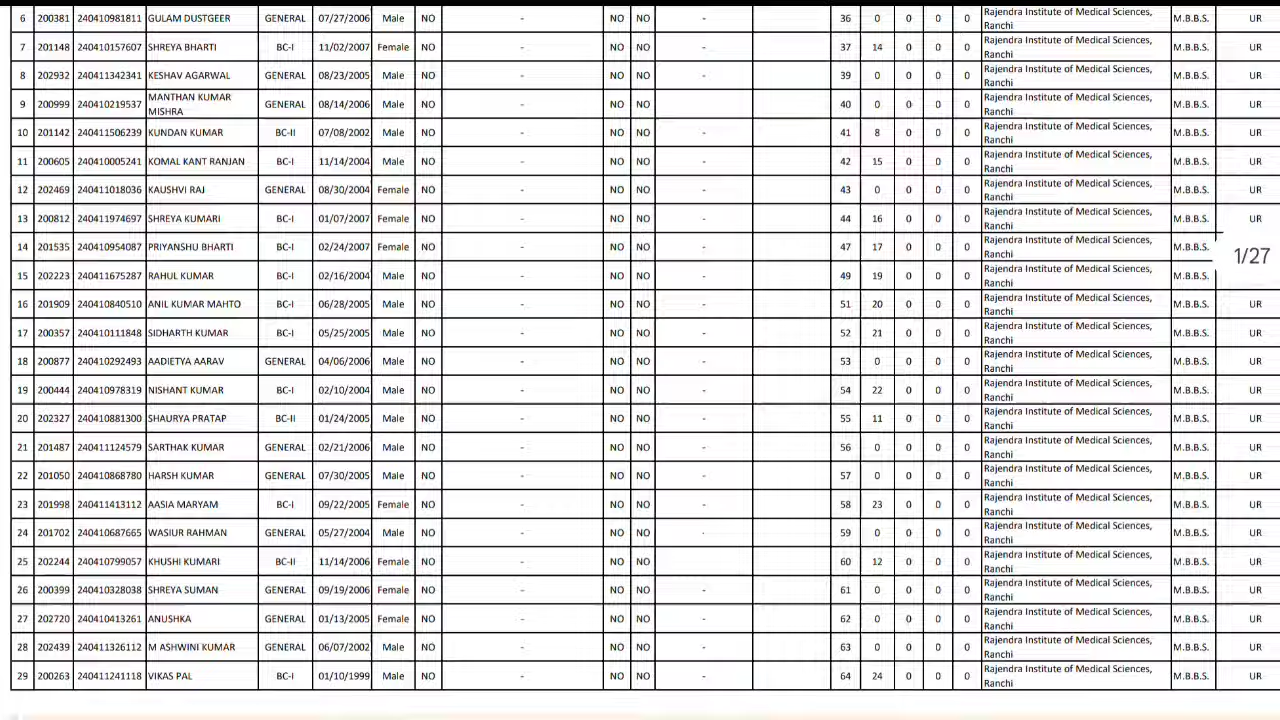 6 200381 240410981811 GULAM DUSTGEER GENERAL 07/27/2006 Male NO - NO NO 36 0 0 0 0 Rajendra Institute of Medical Sciences, Ranchi M.B.B.S. UR
7 201148 240410157607 SHREYA BHARTI BC-I 11/02/2007 Female NO - NO NO - 37 14 0 0 0 Rajendra Institute of Medical Sciences, Ranchi M.B.B.S. UR
8 202932 240411342341 KESHAV AGARWAL GENERAL 08/23/2005 Male NO - NO NO - 39 0 0 0 0 Rajendra Institute of Medical Sciences, Ranchi M.B.B.S. UR
9 200999 240410219537 MANTHAN KUMAR MISHRA GENERAL 08/14/2006 Male NO - NO NO - 40 0 0 0 0 Rajendra Institute of Medical Sciences, Ranchi M.B.B.S. UR
10 201142 240411506239 KUNDAN KUMAR BC-II 07/08/2002 Male NO - NO NO - 41 8 0 0 0 Rajendra Institute of Medical Sciences, Ranchi M.B.B.S. UR
11 200605 240410005241 KOMAL KANT RANJAN BC-I 11/14/2004 Male NO - NO NO - 42 15 0 0 0 Rajendra Institute of Medical Sciences, Ranchi M.B.B.S. UR
12 202469 240411018036 KAUSHVI RAJ GENERAL 08/30/2004 Female NO - NO NO - 43 0 0 0 0 Rajendra Institute of Medical Sciences, Ranchi M.B.B.S. UR
13 200812 240411974697 SHREYA KUMARI BC-I 01/07/2007 Female NO - NO NO - 44 16 0 0 0 Rajendra Institute of Medical Sciences, Ranchi M.B.B.S. UR
14 201535 240410954087 PRIYANSHU BHARTI BC-I 02/24/2007 Female NO - NO NO - 47 17 0 0 0 Rajendra Institute of Medical Sciences, Ranchi M.B.B.S.
1/27
15 202223 240411675287 RAHUL KUMAR BC-I 02/16/2004 Male NO - NO NO - 49 19 0 0 0 Rajendra Institute of Medical Sciences, Ranchi M.B.B.S.
16 201909 240410840510 ANIL KUMAR MAHTO BC-I 06/28/2005 Male NO - NO NO - 51 20 0 0 0 Rajendra Institute of Medical Sciences, Ranchi M.B.B.S. UR
17 200357 240410111848 SIDHARTH KUMAR BC-I 05/25/2005 Male NO - NO NO - 52 21 0 0 0 Rajendra Institute of Medical Sciences, Ranchi M.B.B.S. UR
18 200877 240410292493 AADIETYA AARAV GENERAL 04/06/2006 Male NO - NO NO - 53 0 0 0 0 Rajendra Institute of Medical Sciences, Ranchi M.B.B.S. UR
19 200444 240410978319 NISHANT KUMAR BC-I 02/10/2004 Male NO - NO NO - 54 22 0 0 0 Rajendra Institute of Medical Sciences, Ranchi M.B.B.S. UR
20 202327 240410881300 SHAURYA PRATAP BC-II 01/24/2005 Male NO - NO NO - 55 11 0 0 0 Rajendra Institute of Medical Sciences, Ranchi M.B.B.S. UR
21 201487 240411124579 SARTHAK KUMAR GENERAL 02/21/2006 Male NO - NO NO - 56 0 0 0 0 Rajendra Institute of Medical Sciences, Ranchi M.B.B.S. UR
22 201050 240410868780 HARSH KUMAR GENERAL 07/30/2005 Male NO - NO NO - 57 0 0 0 0 Rajendra Institute of Medical Sciences, Ranchi M.B.B.S. UR
23 201998 240411413112 AASIA MARYAM BC-I 09/22/2005 Female NO - NO NO - 58 23 0 0 0 Rajendra Institute of Medical Sciences, Ranchi M.B.B.S. UR
24 201702 240410687665 WASIUR RAHMAN GENERAL 05/27/2004 Male NO - NO NO - 59 0 0 0 0 Rajendra Institute of Medical Sciences, Ranchi M.B.B.S. UR
25 202244 240410799057 KHUSHI KUMARI BC-II 11/14/2006 Female NO - NO NO - 60 12 0 0 0 Rajendra Institute of Medical Sciences, Ranchi M.B.B.S. UR
26 200399 240410328038 SHREYA SUMAN GENERAL 09/19/2006 Female NO - NO NO - 61 0 0 0 0 Rajendra Institute of Medical Sciences, Ranchi M.B.B.S. UR
27 202720 240410413261 ANUSHKA GENERAL 01/13/2005 Female NO - NO NO - 62 0 0 0 0 Rajendra Institute of Medical Sciences, Ranchi M.B.B.S. UR
28 202439 240411326112 M ASHWINI KUMAR GENERAL 06/07/2002 Male NO - NO NO - 63 0 0 0 0 Rajendra Institute of Medical Sciences, Ranchi M.B.B.S. UR
29 200263 240411241118 VIKAS PAL BC-I 01/10/1999 Male NO - NO NO - 64 24 0 0 0 Rajendra Institute of Medical Sciences, Ranchi M.B.B.S. UR